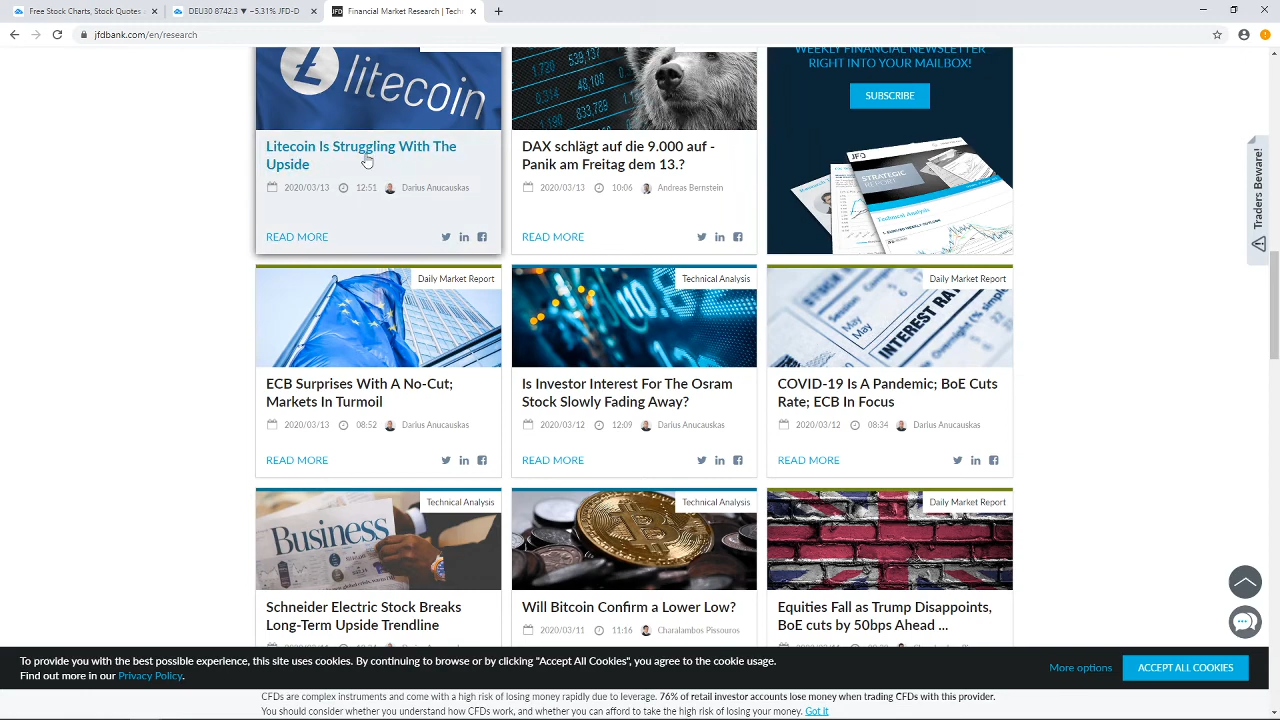 Free Stock Charts, Stock Quotes a
DEU30 8742.3 ▼ −5.31% JFD-D
Financial Market Research | Tech
jfdbank.com/en/research
litecoin
WEEKLY FINANCIAL NEWSLETTER
RIGHT INTO YOUR MAILBOX!
SUBSCRIBE
JFD
STRATEGIC
REPORT
Technical Analysis
Litecoin Is Struggling With The
Upside
2020/03/13 12:51 Darius Anucauskas
READ MORE
DAX schlägt auf die 9.000 auf -
Panik am Freitag dem 13.?
2020/03/13 10:06 Andreas Bernstein
READ MORE
Traders Beware!
Daily Market Report
ECB Surprises With A No-Cut;
Markets In Turmoil
2020/03/13 08:52 Darius Anucauskas
READ MORE
Technical Analysis
Is Investor Interest For The Osram
Stock Slowly Fading Away?
2020/03/12 12:09 Darius Anucauskas
READ MORE
Daily Market Report
May
May
INTEREST RA
COVID-19 Is A Pandemic; BoE Cuts
Rate; ECB In Focus
2020/03/12 08:34 Darius Anucauskas
READ MORE
Technical Analysis
Business
Schneider Electric Stock Breaks
Long-Term Upside Trendline
Technical Analysis
Will Bitcoin Confirm a Lower Low?
2020/03/11 11:16 Charalambos Pissouros
Daily Market Report
Equities Fall as Trump Disappoints,
BoE cuts by 50bps Ahead ...
To provide you with the best possible experience, this site uses cookies. By continuing to browse or by clicking "Accept All Cookies", you agree to the cookie usage.
Find out more in our Privacy Policy.
More options
ACCEPT ALL COOKIES
CFDs are complex instruments and come with a high risk of losing money rapidly due to leverage. 76% of retail investor accounts lose money when trading CFDs with this provider.
You should consider whether you understand how CFDs work, and whether you can afford to take the high risk of losing your money. Got it